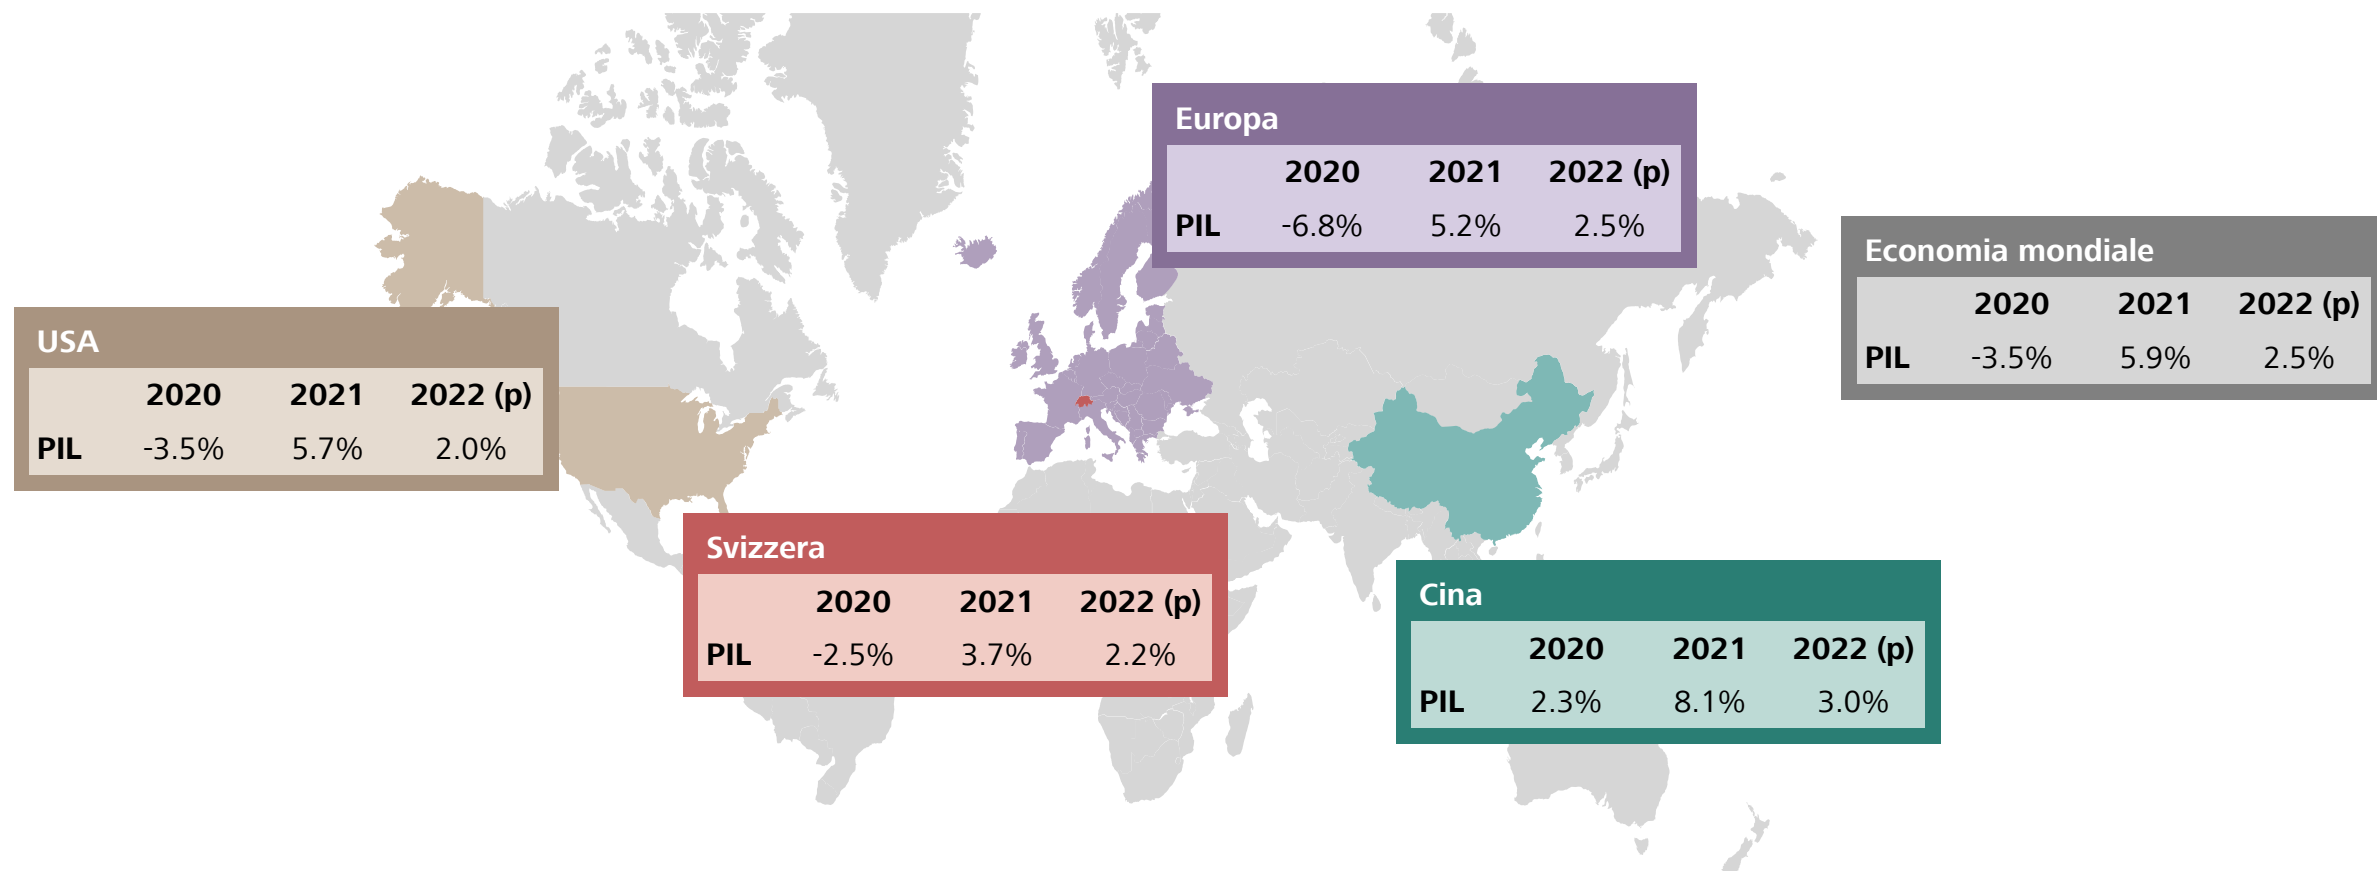 Europa
2020 2021 2022 (p)
PIL -6.8% 5.2% 2.5%
Economia mondiale
2020 2021 2022 (p)
PIL -3.5% 5.9% 2.5%
USA
2020 2021 2022 (p)
PIL -3.5% 5.7% 2.0%
Svizzera
2020 2021 2022 (p)
PIL -2.5% 3.7% 2.2%
Cina
2020 2021 2022 (p)
PIL 2.3% 8.1% 3.0%